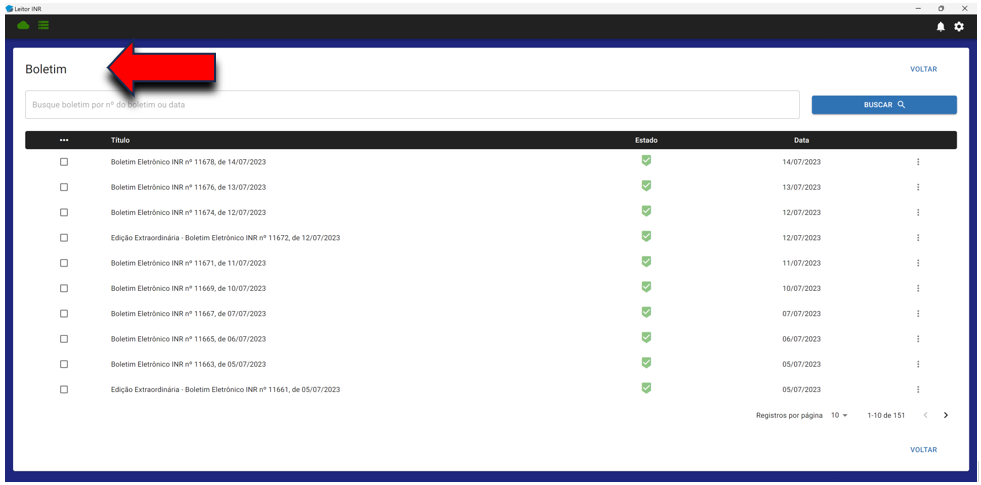 Leitor INR
Boletim
VOLTAR
Busque boletim por nº do boletim ou data
BUSCAR
Título Estado Data
Boletim Eletrônico INR nº 11678, de 14/07/2023 14/07/2023
Boletim Eletrônico INR nº 11676, de 13/07/2023 13/07/2023
Boletim Eletrônico INR nº 11674, de 12/07/2023 12/07/2023
Edição Extraordinária - Boletim Eletrônico INR nº 11672, de 12/07/2023 12/07/2023
Boletim Eletrônico INR nº 11671, de 11/07/2023 11/07/2023
Boletim Eletrônico INR nº 11669, de 10/07/2023 10/07/2023
Boletim Eletrônico INR nº 11667, de 07/07/2023 07/07/2023
Boletim Eletrônico INR nº 11665, de 06/07/2023 06/07/2023
Boletim Eletrônico INR nº 11663, de 05/07/2023 05/07/2023
Edição Extraordinária - Boletim Eletrônico INR nº 11661, de 05/07/2023 05/07/2023
Registros por página 10 1-10 de 151
VOLTAR